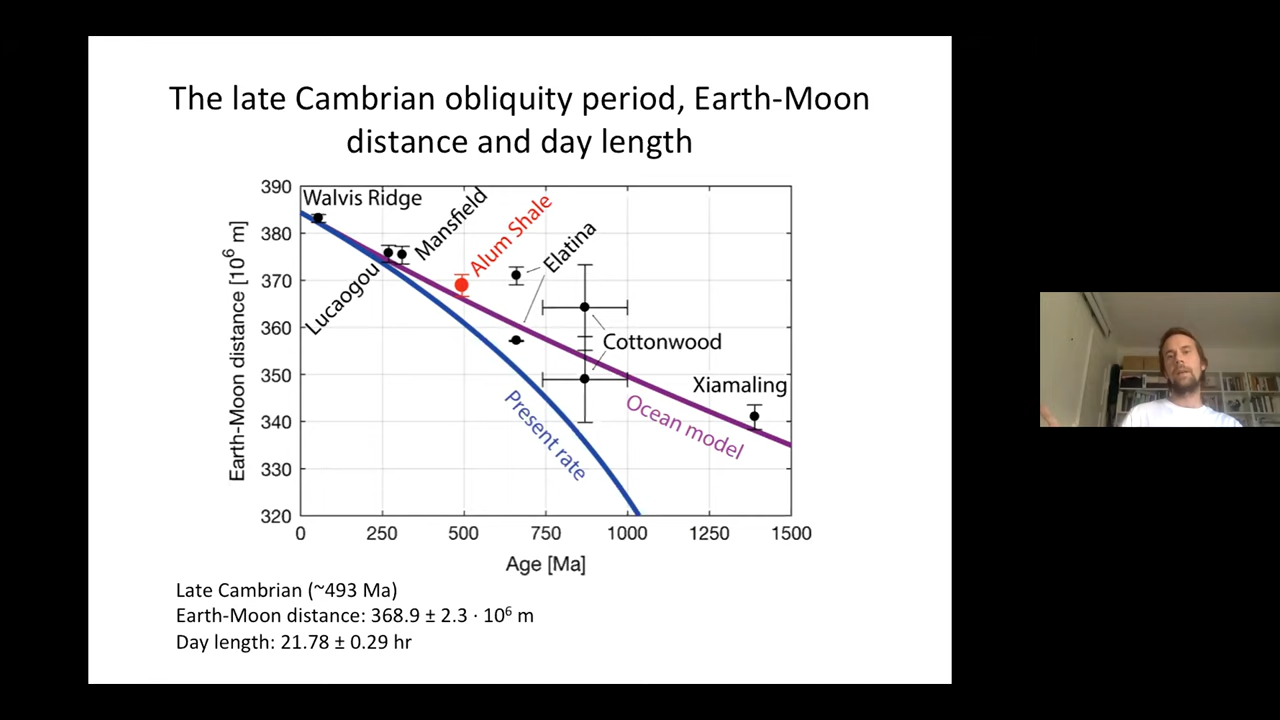 The late Cambrian obliquity period, Earth-Moon
distance and day length
390
380
370
360
350
340
330
320
Earth-Moon distance [10⁶ m]
Walvis Ridge
Lucaogou
Mansfield
Alum Shale
Elatina
Cottonwood
Xiamaling
Present rate
Ocean model
0
250
500
750
1000
1250
1500
Age [Ma]
Late Cambrian (~493 Ma)
Earth-Moon distance: 368.9 ± 2.3 · 10⁶ m
Day length: 21.78 ± 0.29 hr